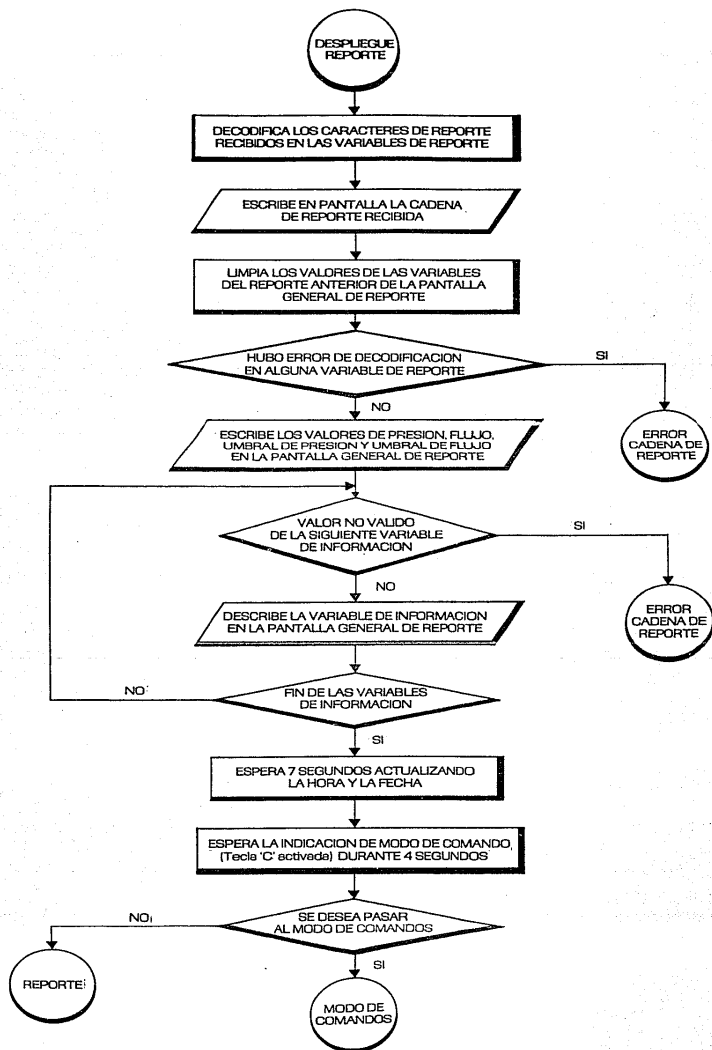 DESPLIEGUE
REPORTE
DECODIFICA LOS CARACTERES DE REPORTE
RECIBIDOS EN LAS VARIABLES DE REPORTE
ESCRIBE EN PANTALLA LA CADENA
DE REPORTE RECIBIDA
LIMPIA LOS VALORES DE LAS VARIABLES
DEL REPORTE ANTERIOR DE LA PANTALLA
GENERAL DE REPORTE
HUBO ERROR DE DECODIFICACION
EN ALGUNA VARIABLE DE REPORTE
SI
NO
ERROR
CADENA DE
REPORTE
ESCRIBE LOS VALORES DE PRESION, FLUJO,
UMBRAL DE PRESION Y UMBRAL DE FLUJO
EN LA PANTALLA GENERAL DE REPORTE
VALOR NO VALIDO
DE LA SIGUIENTE VARIABLE
DE INFORMACION
SI
NO
ERROR
CADENA DE
REPORTE
DESCRIBE LA VARIABLE DE INFORMACION
EN LA PANTALLA GENERAL DE REPORTE
NO
FIN DE LAS VARIABLES
DE INFORMACION
SI
ESPERA 7 SEGUNDOS ACTUALIZANDO
LA HORA Y LA FECHA
ESPERA LA INDICACION DE MODO DE COMANDO,
(Tecla 'C' activada) DURANTE 4 SEGUNDOS
NO
SE DESEA PASAR
AL MODO DE COMANDOS
SI
REPORTE
MODO DE
COMANDOS